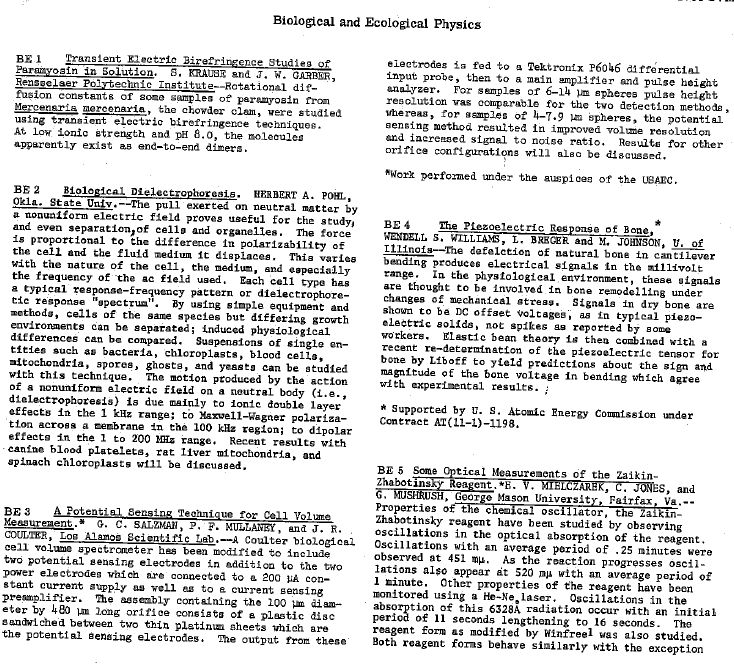 Biological and Ecological Physics
BE 1 Transient Electric Birefringence Studies of
Paramyosin in Solution. S. KRAUSE and J. W. GARBER,
Rensselaer Polytechnic Institute--Rotational dif-
fusion constants of some samples of paramyosin from
Mercenaria mercenaria, the chowder clam, were studied
using transient electric birefringence techniques.
At low ionic strength and pH 8.0, the molecules
apparently exist as end-to-end dimers.
BE 2 Biological Dielectrophoresis. HERBERT A. POHL,
Okla. State Univ.--The pull exerted on neutral matter by
a nonuniform electric field proves useful for the study,
and even separation, of cells and organelles. The force
is proportional to the difference in polarizability of
the cell and the fluid medium it displaces. This varies
with the nature of the cell, the medium, and especially
the frequency of the ac field used. Each cell type has
a typical response-frequency pattern or dielectrophore-
tic response "spectrum". By using simple equipment and
methods, cells of the same species but differing growth
environments can be separated; induced physiological
differences can be compared. Suspensions of single en-
tities such as bacteria, chloroplasts, blood cells,
mitochondria, spores, ghosts, and yeasts can be studied
with this technique. The motion produced by the action
of a nonuniform electric field on a neutral body (i.e.,
dielectrophoresis) is due mainly to ionic double layer
effects in the 1 kHz range; to Maxwell-Wagner polariza-
tion across a membrane in the 100 kHz region; to dipolar
effects in the 1 to 200 MHz range. Recent results with
canine blood platelets, rat liver mitochondria, and
spinach chloroplasts will be discussed.
BE 3 A Potential Sensing Technique for Cell Volume
Measurement.* G. C. SALZMAN, P. F. MULLANEY, and J. R.
COULTER, Los Alamos Scientific Lab.--A Coulter biological
cell volume spectrometer has been modified to include
two potential sensing electrodes in addition to the two
power electrodes which are connected to a 200 µA con-
stant current supply as well as to a current sensing
preamplifier. The assembly containing the 100 µm diam-
eter by 480 µm long orifice consists of a plastic disc
sandwiched between two thin platinum sheets which are
the potential sensing electrodes. The output from these
electrodes is fed to a Tektronix P6046 differential
input probe, then to a main amplifier and pulse height
analyzer. For samples of 6-14 µm spheres pulse height
resolution was comparable for the two detection methods,
whereas, for samples of 4-7.9 µm spheres, the potential
sensing method resulted in improved volume resolution
and increased signal to noise ratio. Results for other
orifice configurations will also be discussed.
*Work performed under the auspices of the USAEC.
BE 4 The Piezoelectric Response of Bone,*
WENDELL S. WILLIAMS, L. BREGER and M. JOHNSON, U. of
Illinois--The defelction of natural bone in cantilever
bending produces electrical signals in the millivolt
range. In the physiological environment, these signals
are thought to be involved in bone remodelling under
changes of mechanical stress. Signals in dry bone are
shown to be DC offset voltages, as in typical piezo-
electric solids, not spikes as reported by some
workers. Elastic bean theory is then combined with a
recent re-determination of the piezoelectric tensor for
bone by Liboff to yield predictions about the sign and
magnitude of the bone voltage in bending which agree
with experimental results.
* Supported by U. S. Atomic Energy Commission under
Contract AT(11-1)-1198.
BE 5 Some Optical Measurements of the Zaikin-
Zhabotinsky Reagent.*E. V. MIELCZAREK, C. JONES, and
G. MUSHRUSH, George Mason University, Fairfax, Va.--
Properties of the chemical oscillator, the Zaikin-
Zhabotinsky reagent have been studied by observing
oscillations in the optical absorption of the reagent.
Oscillations with an average period of .25 minutes were
observed at 451 mµ. As the reaction progresses oscil-
lations also appear at 520 mµ with an average period of
1 minute. Other properties of the reagent have been
monitored using a He-Ne laser. Oscillations in the
absorption of this 6328Å radiation occur with an initial
period of 11 seconds lengthening to 16 seconds. The
reagent form as modified by Winfree1 was also studied.
Both reagent forms behave similarly with the exception